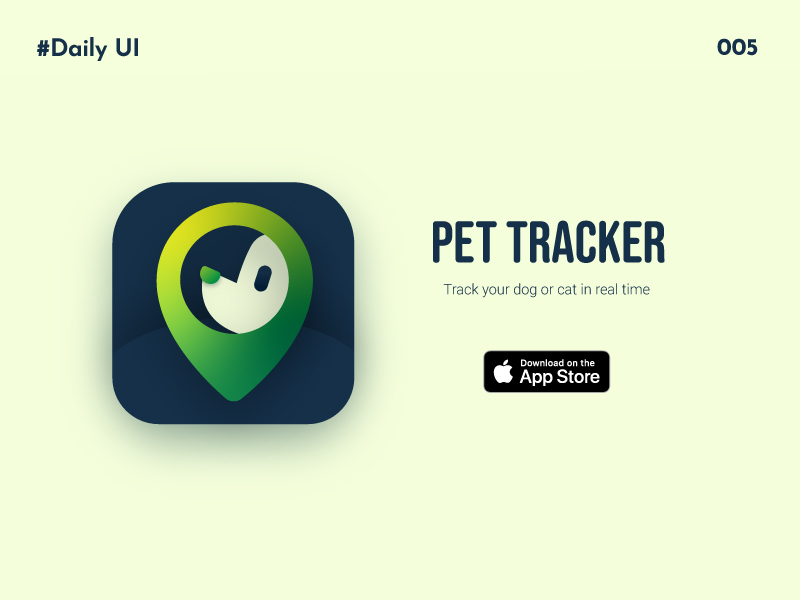 #Daily UI
005
PET TRACKER
Track your dog or cat in real time
Download on the
App Store